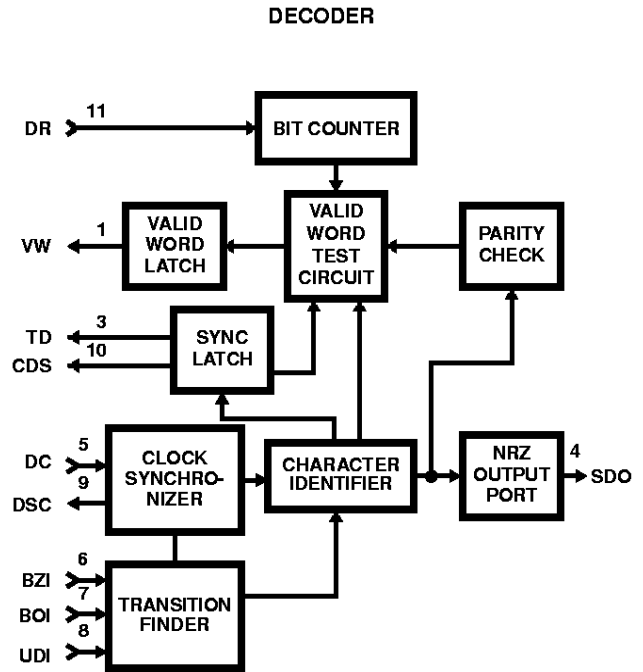 DECODER
11
DR
BIT COUNTER
1
VW
VALID
WORD
LATCH
VALID
WORD
TEST
CIRCUIT
PARITY
CHECK
3
TD
10
CDS
SYNC
LATCH
5
DC
9
DSC
CLOCK
SYNCHRO-
NIZER
CHARACTER
IDENTIFIER
NRZ
OUTPUT
PORT
4
SDO
6
BZI
7
BOI
8
UDI
TRANSITION
FINDER